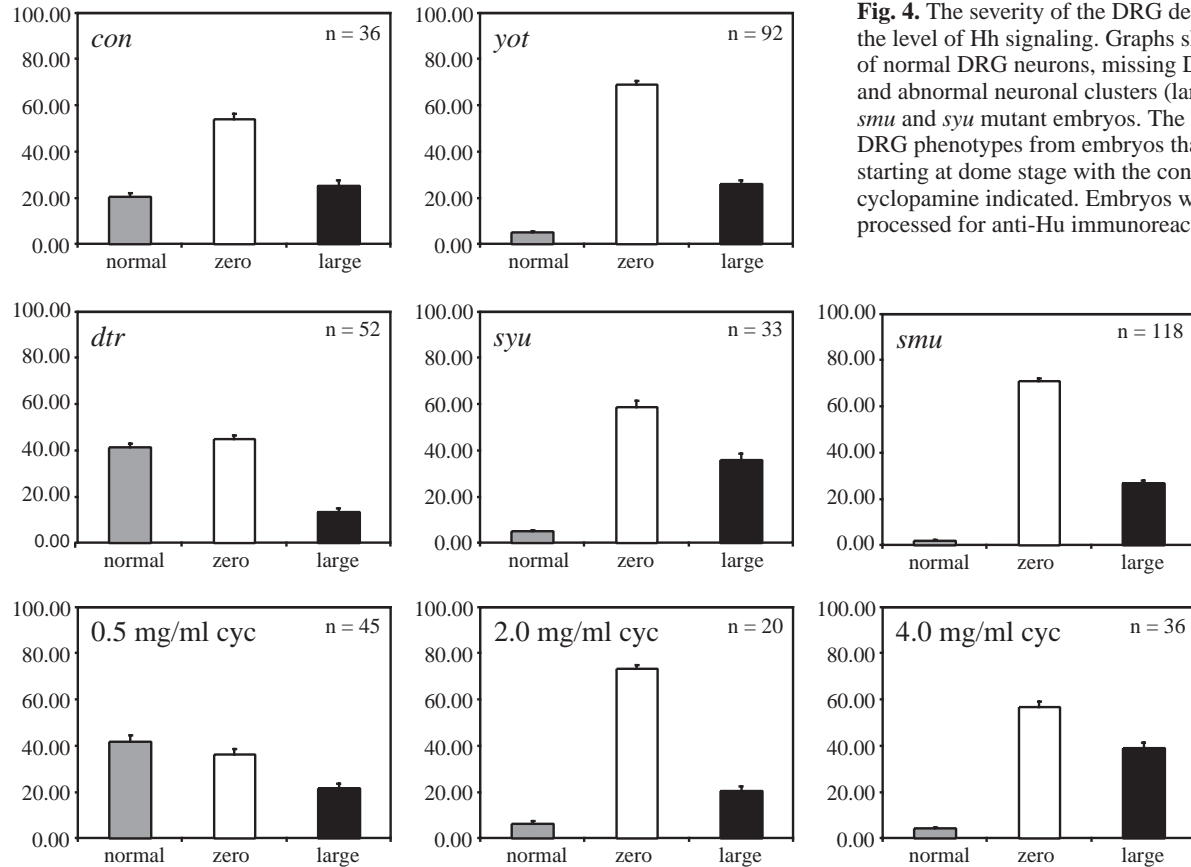 100.00
80.00
60.00
40.00
20.00
0.00
con
n = 36
normal zero large
100.00
80.00
60.00
40.00
20.00
0.00
yot
n = 92
normal zero large
Fig. 4. The severity of the DRG de
the level of Hh signaling. Graphs s
of normal DRG neurons, missing D
and abnormal neuronal clusters (lar
smu and syu mutant embryos. The
DRG phenotypes from embryos tha
starting at dome stage with the con
cyclopamine indicated. Embryos w
processed for anti-Hu immunoreac
100.00
80.00
60.00
40.00
20.00
0.00
dtr
n = 52
normal zero large
100.00
80.00
60.00
40.00
20.00
0.00
syu
n = 33
normal zero large
100.00
80.00
60.00
40.00
20.00
0.00
smu
n = 118
normal zero large
100.00
80.00
60.00
40.00
20.00
0.00
0.5 mg/ml cyc
n = 45
normal zero large
100.00
80.00
60.00
40.00
20.00
0.00
2.0 mg/ml cyc
n = 20
normal zero large
100.00
80.00
60.00
40.00
20.00
0.00
4.0 mg/ml cyc
n = 36
normal zero large